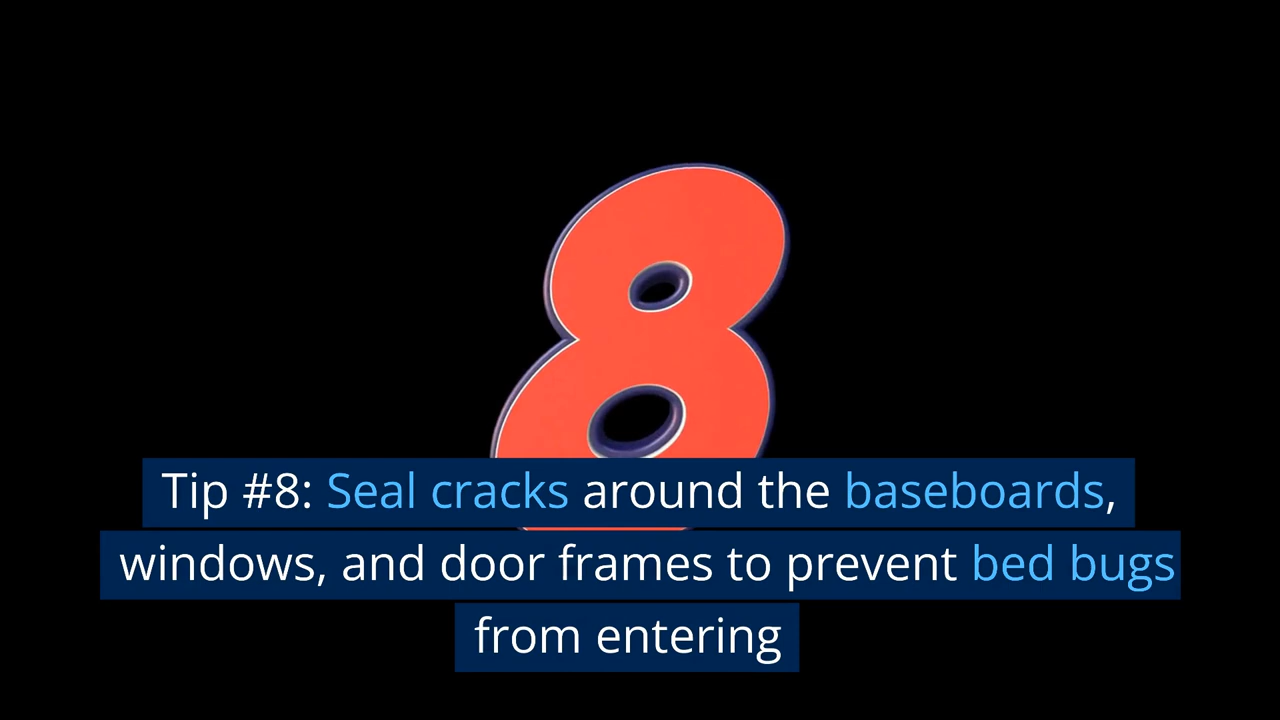 8
Tip #8: Seal cracks around the baseboards,
windows, and door frames to prevent bed bugs
from entering